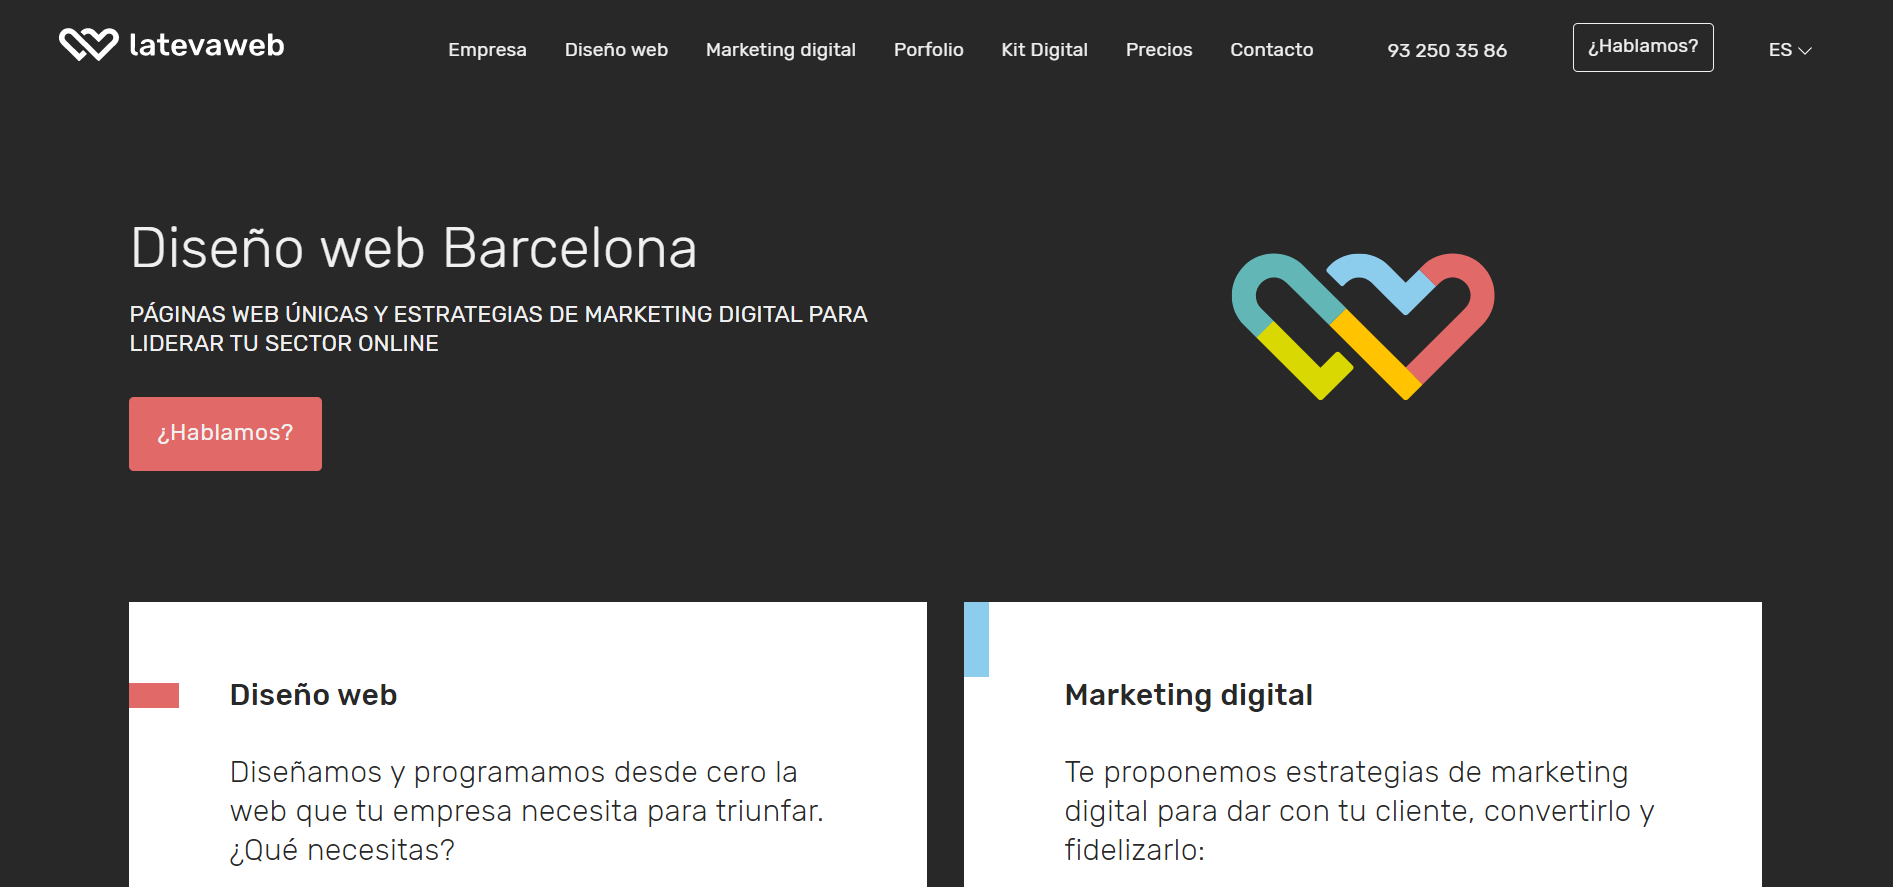 latevaweb
Empresa
Diseño web
Marketing digital
Porfolio
Kit Digital
Precios
Contacto
93 250 35 86
¿Hablamos?
ES
Diseño web Barcelona
PÁGINAS WEB ÚNICAS Y ESTRATEGIAS DE MARKETING DIGITAL PARA
LIDERAR TU SECTOR ONLINE
¿Hablamos?
Diseño web
Diseñamos y programamos desde cero la
web que tu empresa necesita para triunfar.
¿Qué necesitas?
Marketing digital
Te proponemos estrategias de marketing
digital para dar con tu cliente, convertirlo y
fidelizarlo: